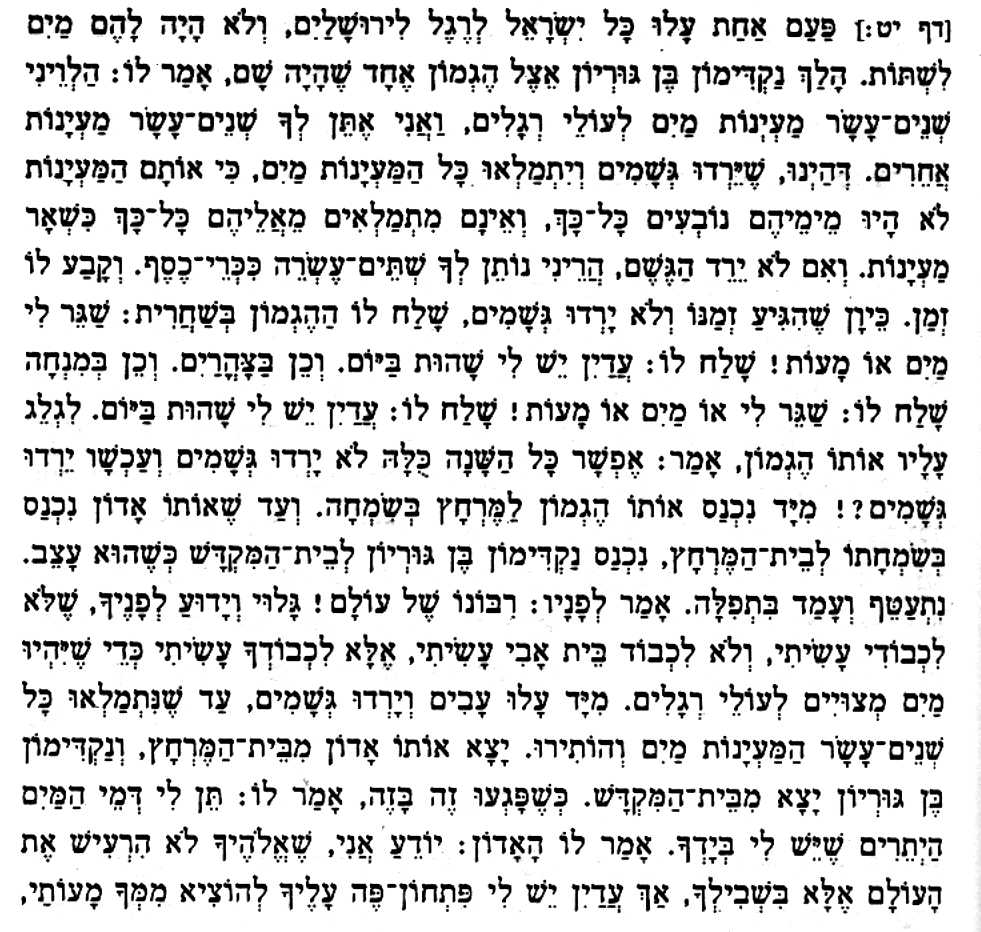 [דף יט:] פַּעַם אַחַת עָלוּ כָּל יִשְׂרָאֵל לְרֶגֶל לִירוּשָׁלַיִם, וְלֹא הָיָה לָהֶם מַיִם
לִשְׁתּוֹת. הָלַךְ נַקְדִּימוֹן בֶּן גּוּרְיוֹן אֵצֶל הֶגְמוֹן אֶחָד שֶׁהָיָה שָׁם, אָמַר לוֹ: הַלְוֵינִי
שְׁנֵים־עָשָׂר מַעְיְנוֹת מַיִם לְעוֹלֵי רְגָלִים, וַאֲנִי אֶתֵּן לְךָ שְׁנֵים־עָשָׂר מַעְיָנוֹת
אֲחֵרִים. דְּהַיְנוּ, שֶׁיֵּרְדוּ גְּשָׁמִים וְיִתְמַלְאוּ כָּל הַמַּעְיָנוֹת מַיִם, כִּי אוֹתָם הַמַּעְיָנוֹת
לֹא הָיוּ מֵימֵיהֶם נוֹבְעִים כָּל־כָּךְ, וְאֵינָם מִתְמַלְאִים מֵאֲלֵיהֶם כָּל־כָּךְ כִּשְׁאָר
מַעְיָנוֹת. וְאִם לֹא יֵרֵד הַגֶּשֶׁם, הֲרֵינִי נוֹתֵן לְךָ שְׁתֵּים־עֶשְׂרֵה כִּכְּרֵי־כֶסֶף. וְקָבַע לוֹ
זְמַן. כֵּיוָן שֶׁהִגִּיעַ זְמַנּוֹ וְלֹא יָרְדוּ גְּשָׁמִים, שָׁלַח לוֹ הַהֶגְמוֹן בְּשַׁחֲרִית: שַׁגֵּר לִי
מַיִם אוֹ מָעוֹת! שָׁלַח לוֹ: עֲדַיִן יֵשׁ לִי שָׁהוּת בַּיּוֹם. וְכֵן בַּצָּהֳרַיִם. וְכֵן בְּמִנְחָה
שָׁלַח לוֹ: שַׁגֵּר לִי אוֹ מַיִם אוֹ מָעוֹת! שָׁלַח לוֹ: עֲדַיִן יֵשׁ לִי שָׁהוּת בַּיּוֹם. לִגְלֵג
עָלָיו אוֹתוֹ הֶגְמוֹן, אָמַר: אֶפְשָׁר כָּל הַשָּׁנָה כֻּלָּהּ לֹא יָרְדוּ גְּשָׁמִים וְעַכְשָׁו יֵרְדוּ
גְּשָׁמִים?! מִיָּד נִכְנַס אוֹתוֹ הֶגְמוֹן לַמֶּרְחָץ בְּשִׂמְחָה. וְעַד שֶׁאוֹתוֹ אָדוֹן נִכְנַס
בְּשִׂמְחָתוֹ לְבֵית־הַמֶּרְחָץ, נִכְנַס נַקְדִּימוֹן בֶּן גּוּרְיוֹן לְבֵית־הַמִּקְדָּשׁ כְּשֶׁהוּא עָצֵב.
נִתְעַטֵּף וְעָמַד בִּתְפִלָּה. אָמַר לְפָנָיו: רִבּוֹנוֹ שֶׁל עוֹלָם! גָּלוּי וְיָדוּעַ לְפָנֶיךָ, שֶׁלֹּא
לִכְבוֹדִי עָשִׂיתִי, וְלֹא לִכְבוֹד בֵּית אָבִי עָשִׂיתִי, אֶלָּא לִכְבוֹדְךָ עָשִׂיתִי כְּדֵי שֶׁיִּהְיוּ
מַיִם מְצוּיִים לְעוֹלֵי רְגָלִים. מִיָּד עָלוּ עָבִים וְיָרְדוּ גְּשָׁמִים, עַד שֶׁנִּתְמַלְאוּ כָּל
שְׁנֵים־עָשָׂר הַמַּעְיָנוֹת מַיִם וְהוֹתִירוּ. יָצָא אוֹתוֹ אָדוֹן מִבֵּית־הַמֶּרְחָץ, וְנַקְדִּימוֹן
בֶּן גּוּרְיוֹן יָצָא מִבֵּית־הַמִּקְדָּשׁ. כְּשֶׁפָּגְעוּ זֶה בָּזֶה, אָמַר לוֹ: תֵּן לִי דְּמֵי הַמַּיִם
הַיְתֵרִים שֶׁיֵּשׁ לִי בְּיָדְךָ. אָמַר לוֹ הָאָדוֹן: יוֹדֵעַ אֲנִי, שֶׁאֱלֹהֶיךָ לֹא הִרְעִישׁ אֶת
הָעוֹלָם אֶלָּא בִּשְׁבִילְךָ, אַךְ עֲדַיִן יֵשׁ לִי פִּתְחוֹן־פֶּה עָלֶיךָ לְהוֹצִיא מִמְּךָ מָעוֹתַי,